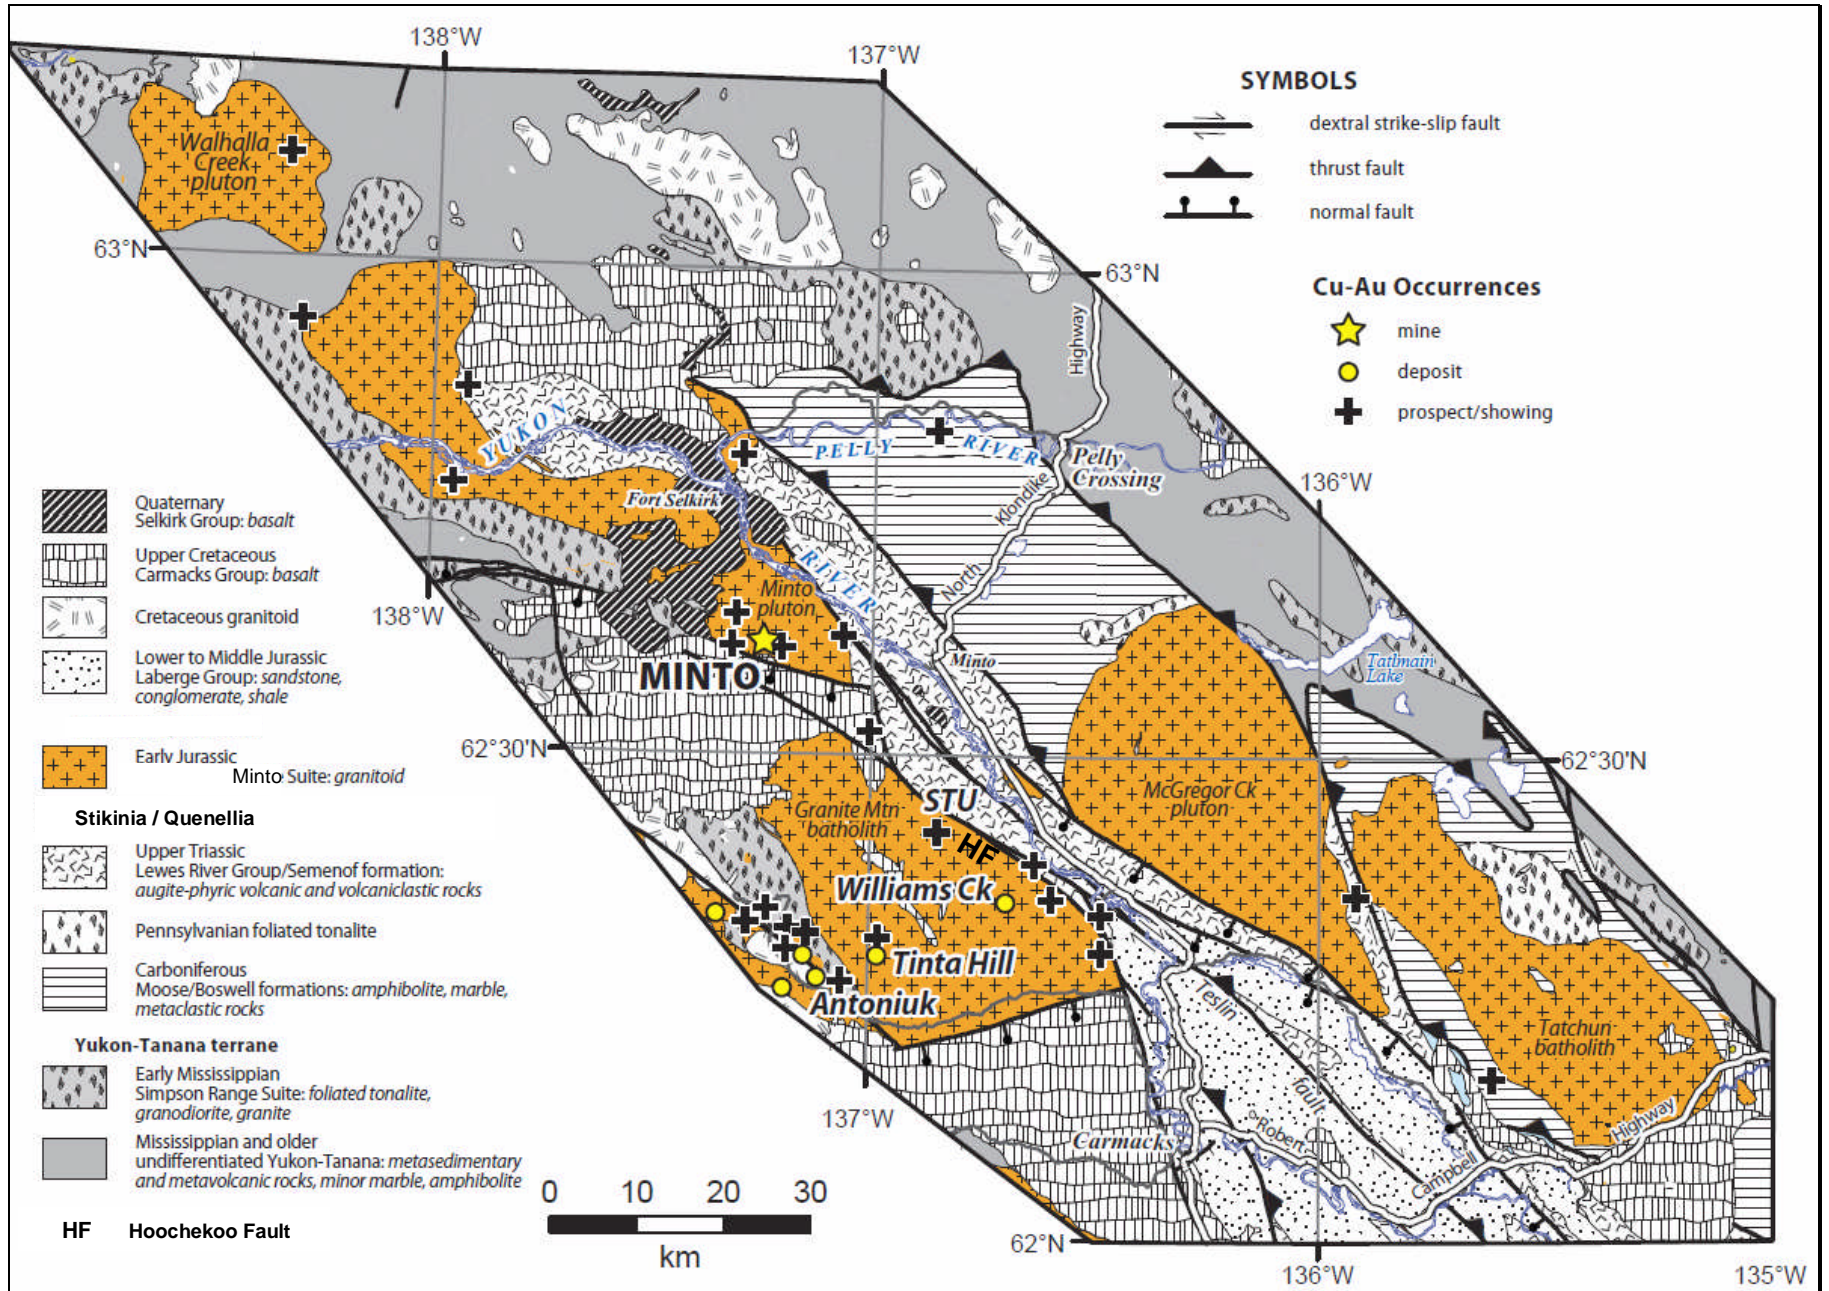 138°W
137°W
SYMBOLS
dextral strike-slip fault
thrust fault
normal fault
Walhalla
Creek
pluton
63°N
63°N
Cu-Au Occurrences
mine
deposit
prospect/showing
Highway
YUKON
PELLY
RIVER
Pelly
Crossing
136°W
Fort Selkirk
Klondike
RIVER
North
Minto
pluton
138°W
MINTO
Minto
Tatlmain
Lake
Quaternary
Selkirk Group: basalt
Upper Cretaceous
Carmacks Group: basalt
Cretaceous granitoid
Lower to Middle Jurassic
Laberge Group: sandstone,
conglomerate, shale
Early Jurassic
Minto Suite: granitoid
Stikinia / Quenellia
Upper Triassic
Lewes River Group/Semenof formation:
augite-phyric volcanic and volcaniclastic rocks
Pennsylvanian foliated tonalite
Carboniferous
Moose/Boswell formations: amphibolite, marble,
metaclastic rocks
Yukon-Tanana terrane
Early Mississippian
Simpson Range Suite: foliated tonalite,
granodiorite, granite
Mississippian and older
undifferentiated Yukon-Tanana: metasedimentary
and metavolcanic rocks, minor marble, amphibolite
HF Hoochekoo Fault
62°30'N
62°30'N
McGregor Ck
pluton
Granite Mtn
batholith
STU
HF
Williams Ck
Tinta Hill
Antoniuk
Teslin
fault
Tatchun
batholith
137°W
Carmacks
Robert
Campbell
Highway
0 10 20 30
km
62°N
136°W
135°W